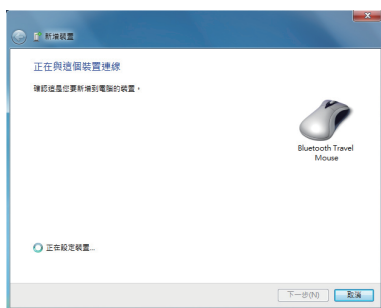 新增裝置
正在與這個裝置連線
確認這是您要新增到電腦的裝置。
Bluetooth Travel
Mouse
正在設定裝置...
下一步(N)
取消